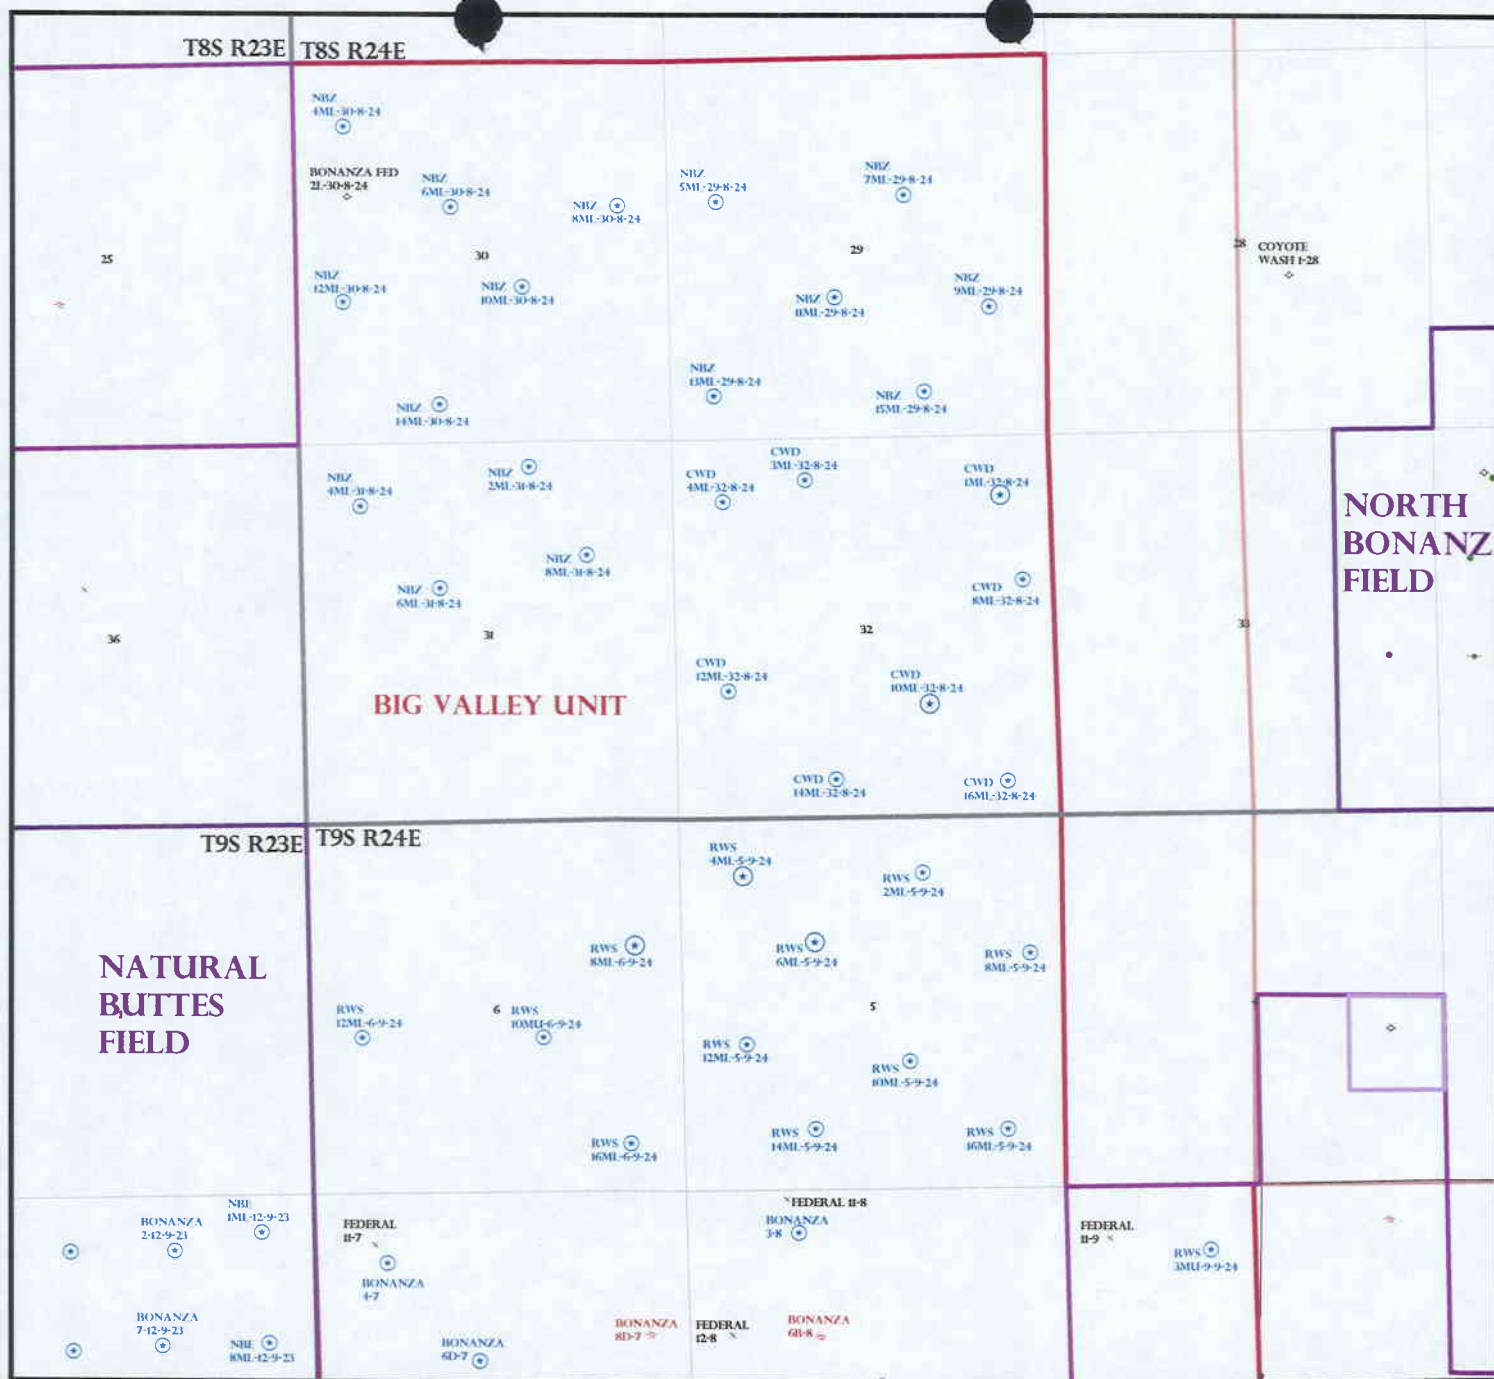 T8S R23E
T8S R24E
NBZ
4ML-30-8-24
BONANZA FED
21-30-8-24
NBZ
6ML-30-8-24
NBZ
8ML-30-8-24
NBZ
5ML-29-8-24
NBZ
7ML-29-8-24
25
30
29
28
COYOTE
WASH 1-28
NBZ
12ML-30-8-24
NBZ
10ML-30-8-24
NBZ
11ML-29-8-24
NBZ
9ML-29-8-24
NBZ
13ML-29-8-24
NBZ
14ML-30-8-24
NBZ
15ML-29-8-24
NBZ
4ML-31-8-24
NBZ
2ML-31-8-24
CWD
4ML-32-8-24
CWD
3ML-32-8-24
CWD
1ML-32-8-24
NORTH
BONANZ
FIELD
NBZ
8ML-31-8-24
NBZ
6ML-31-8-24
CWD
8ML-32-8-24
36
31
32
33
CWD
12ML-32-8-24
CWD
10ML-32-8-24
BIG VALLEY UNIT
CWD
14ML-32-8-24
CWD
16ML-32-8-24
T9S R23E
T9S R24E
RWS
4ML-5-9-24
RWS
2ML-5-9-24
NATURAL
BUTTES
FIELD
RWS
8ML-6-9-24
RWS
6ML-5-9-24
RWS
8ML-5-9-24
RWS
12ML-6-9-24
6
RWS
10MU-6-9-24
5
RWS
12ML-5-9-24
RWS
10ML-5-9-24
RWS
16ML-6-9-24
RWS
14ML-5-9-24
RWS
16ML-5-9-24
NBE
1ML-12-9-23
BONANZA
2-12-9-23
FEDERAL
11-7
FEDERAL 11-8
BONANZA
3-8
FEDERAL
11-9
RWS
3MU-9-9-24
BONANZA
4-7
BONANZA
7-12-9-23
NBE
8ML-12-9-23
BONANZA
6D-7
BONANZA
8D-7
FEDERAL
12-8
BONANZA
6B-8